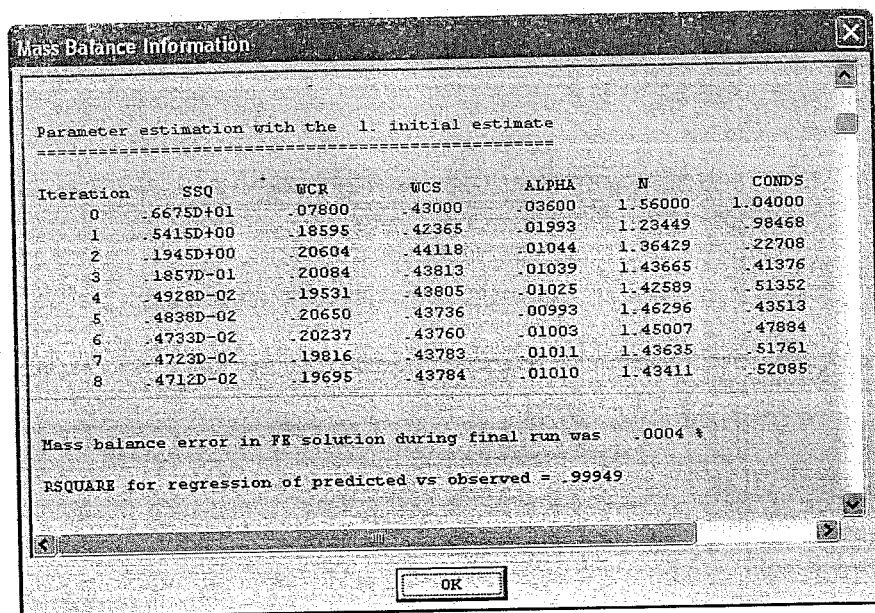 Mass Balance Information
Parameter estimation with the 1. initial estimate
===================================================
Iteration SSQ WCR WCS ALPHA N CONDS
0 .6675D+01 .07800 .43000 .03600 1.56000 1.04000
1 .5415D+00 .18595 .42365 .01993 1.23449 .98468
2 .1945D+00 .20604 .44118 .01044 1.36429 .22708
3 .1857D-01 .20084 .43813 .01039 1.43665 .41376
4 .4928D-02 .19531 .43805 .01025 1.42589 .51352
5 .4838D-02 .20650 .43736 .00993 1.46296 .43513
6 .4733D-02 .20237 .43760 .01003 1.45007 .47884
7 .4723D-02 .19816 .43783 .01011 1.43635 .51761
8 .4712D-02 .19695 .43784 .01010 1.43411 .52085
Mass balance error in FE solution during final run was .0004 %
RSQUARE for regression of predicted vs observed = .99949
OK